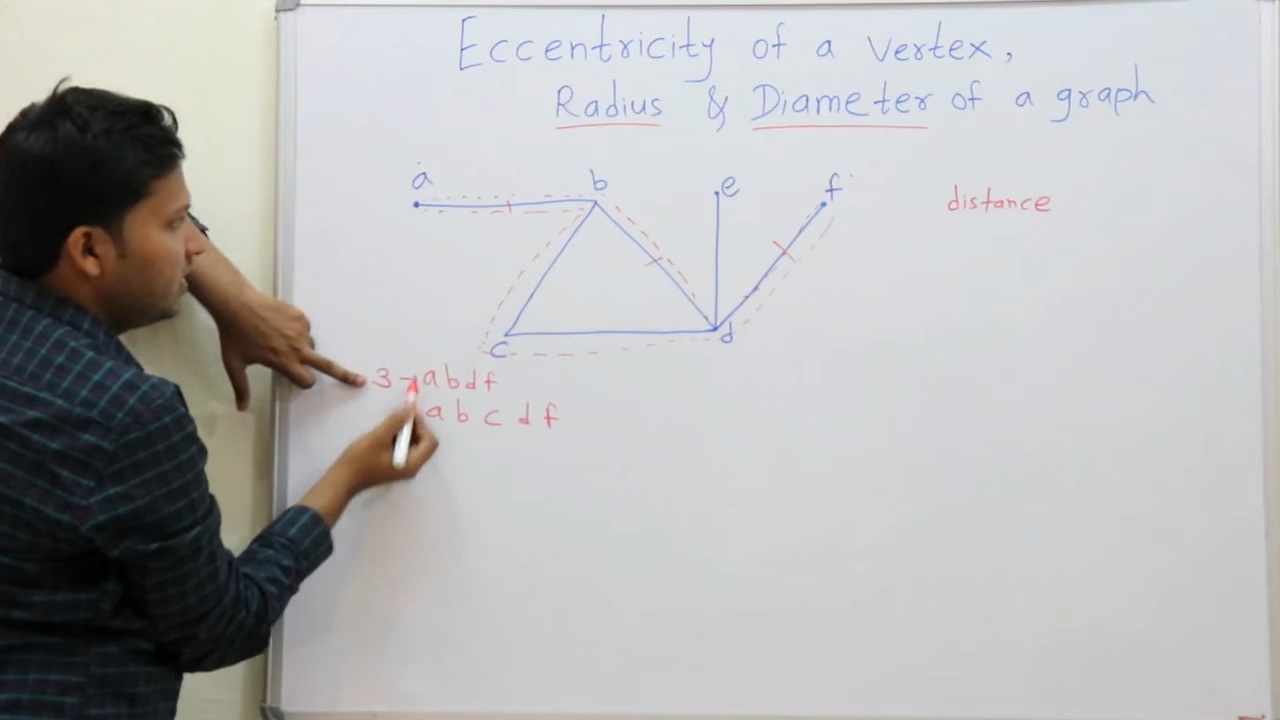 Eccentricity of a vertex,
Radius & Diameter of a graph
a b e f
distance
c d
3 - a b d f
a b c d f